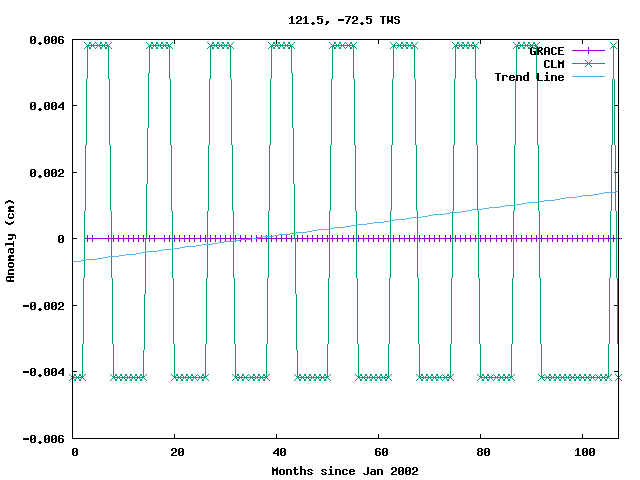 121.5, -72.5 TWS
0.006
0.004
0.002
0
-0.002
-0.004
-0.006
Anomaly (cm)
GRACE
CLM
Trend Line
0 20 40 60 80 100
Months since Jan 2002